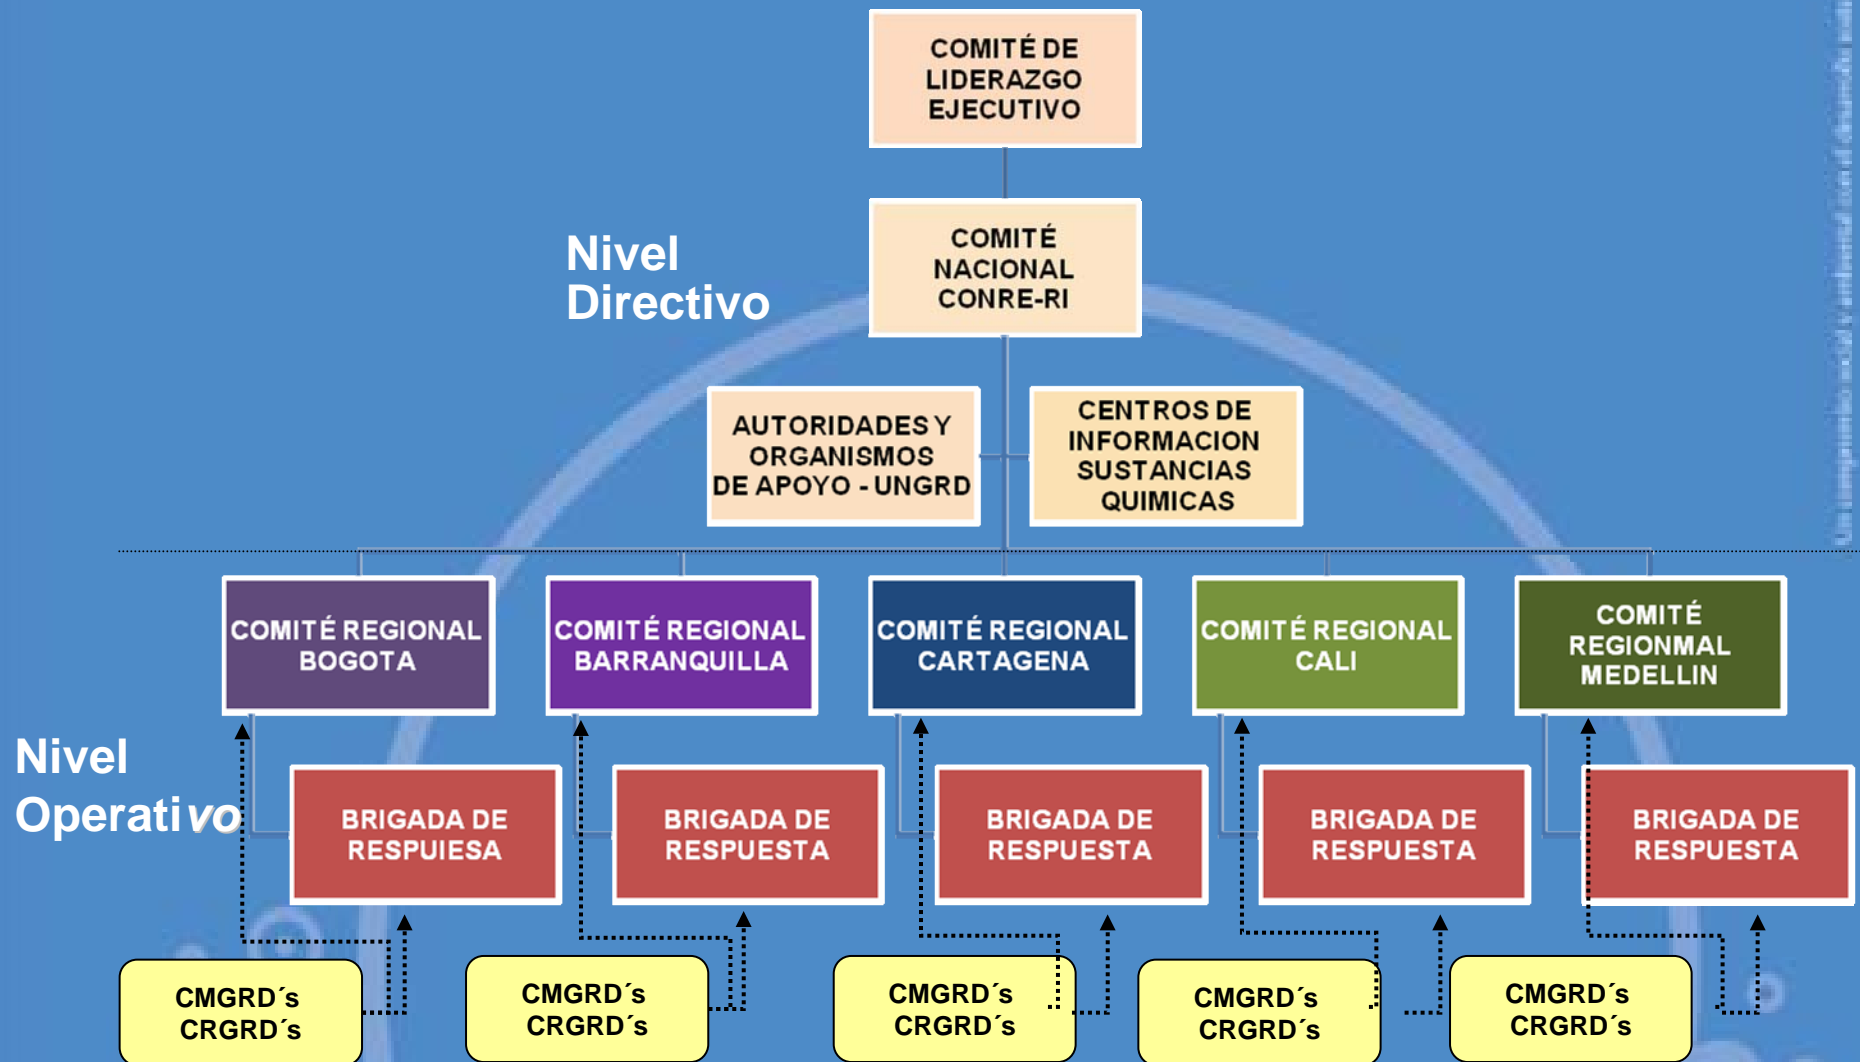 COMITÉ DE
LIDERAZGO
EJECUTIVO
Nivel
Directivo
COMITÉ
NACIONAL
CONRE-RI
AUTORIDADES Y
ORGANISMOS
DE APOYO - UNGRD
CENTROS DE
INFORMACION
SUSTANCIAS
QUIMICAS
COMITÉ REGIONAL
BOGOTA
COMITÉ REGIONAL
BARRANQUILLA
COMITÉ REGIONAL
CARTAGENA
COMITÉ REGIONAL
CALI
COMITÉ
REGIONMAL
MEDELLIN
Nivel
Operativo
BRIGADA DE
RESPUIESA
BRIGADA DE
RESPUESTA
BRIGADA DE
RESPUESTA
BRIGADA DE
RESPUESTA
BRIGADA DE
RESPUESTA
CMGRD´s
CRGRD´s
CMGRD´s
CRGRD´s
CMGRD´s
CRGRD´s
CMGRD´s
CRGRD´s
CMGRD´s
CRGRD´s